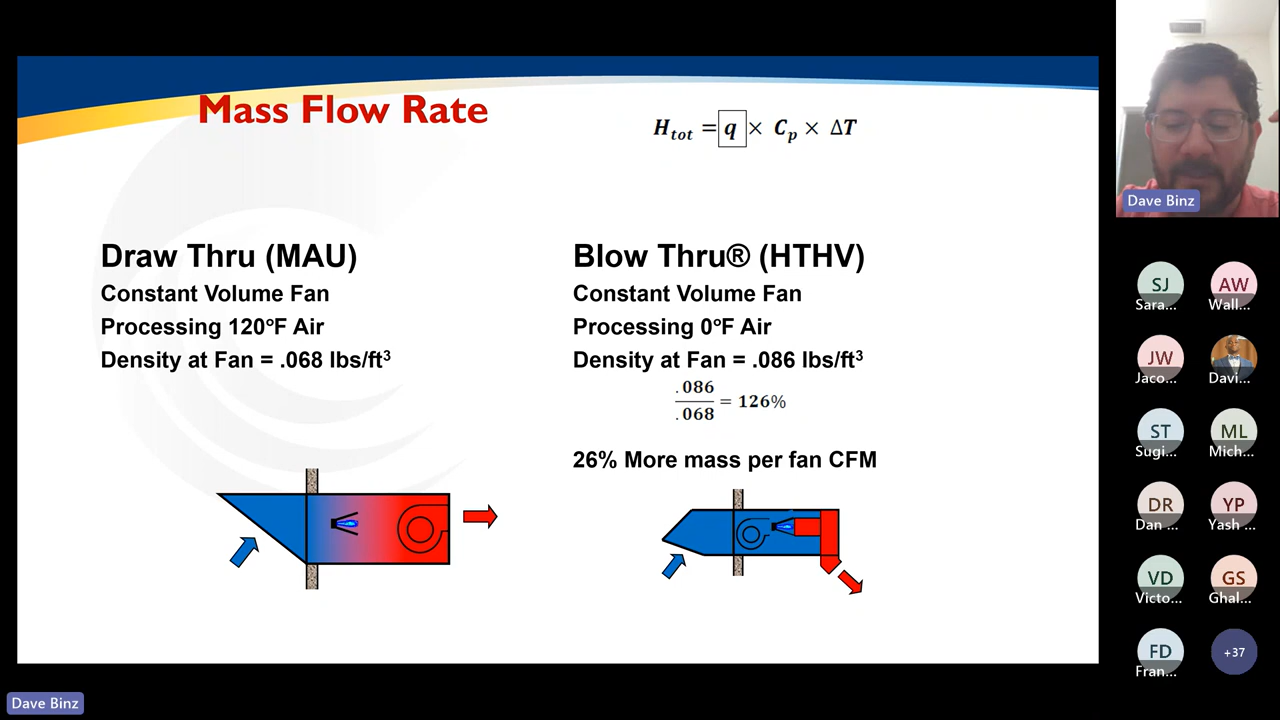 Mass Flow Rate
H_tot = q × C_p × ΔT
Draw Thru (MAU)
Constant Volume Fan
Processing 120°F Air
Density at Fan = .068 lbs/ft³
Blow Thru® (HTHV)
Constant Volume Fan
Processing 0°F Air
Density at Fan = .086 lbs/ft³
.086
.068
= 126%
26% More mass per fan CFM
Dave Binz
SJ
Sara...
AW
Wall...
JW
Jaco...
Davi...
ST
Sugi...
ML
Mich...
DR
Dan ...
YP
Yash ...
VD
Victo...
GS
Ghal...
FD
Fran...
+37
Dave Binz